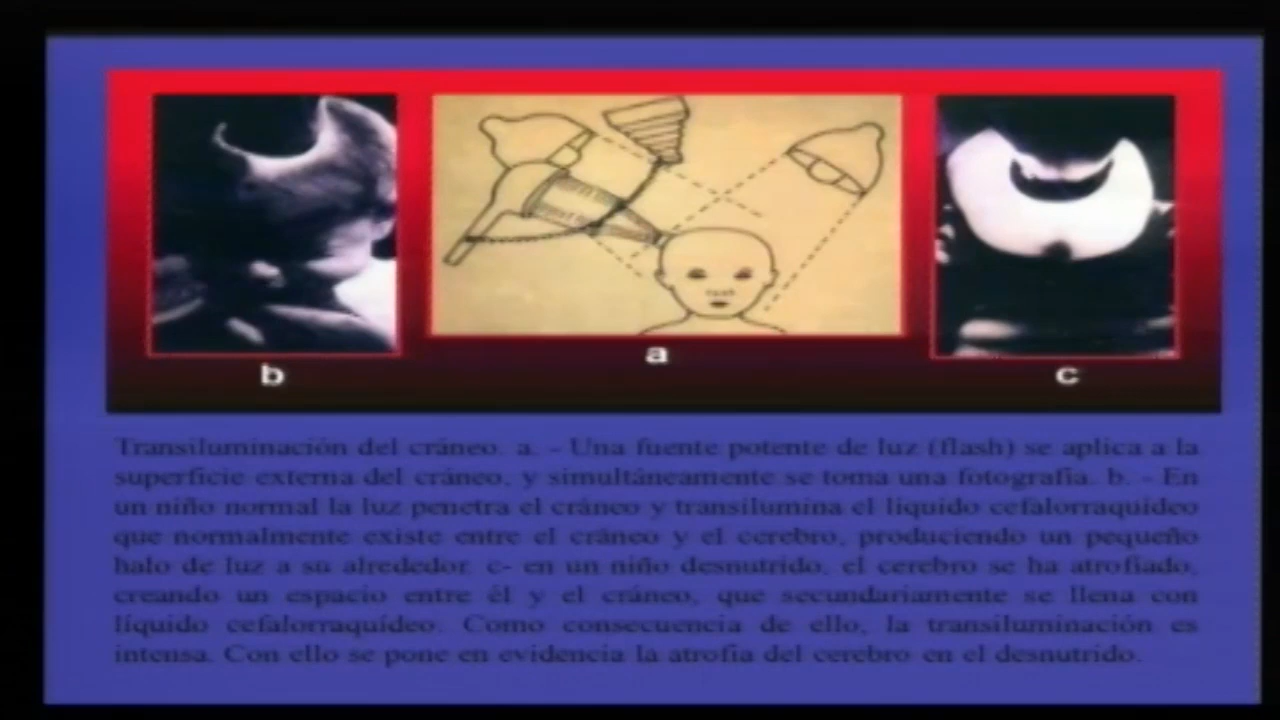 b
a
c
Transiluminación del cráneo. a. - Una fuente potente de luz (flash) se aplica a la
superficie externa del cráneo, y simultáneamente se toma una fotografía. b. - En
un niño normal la luz penetra el cráneo y transilumina el líquido cefalorraquídeo
que normalmente existe entre el cráneo y el cerebro, produciendo un pequeño
halo de luz a su alrededor. c- en un niño desnutrido, el cerebro se ha atrofiado,
creando un espacio entre él y el cráneo, que secundariamente se llena con
líquido cefalorraquídeo. Como consecuencia de ello, la transiluminación es
intensa. Con ello se pone en evidencia la atrofia del cerebro en el desnutrido.